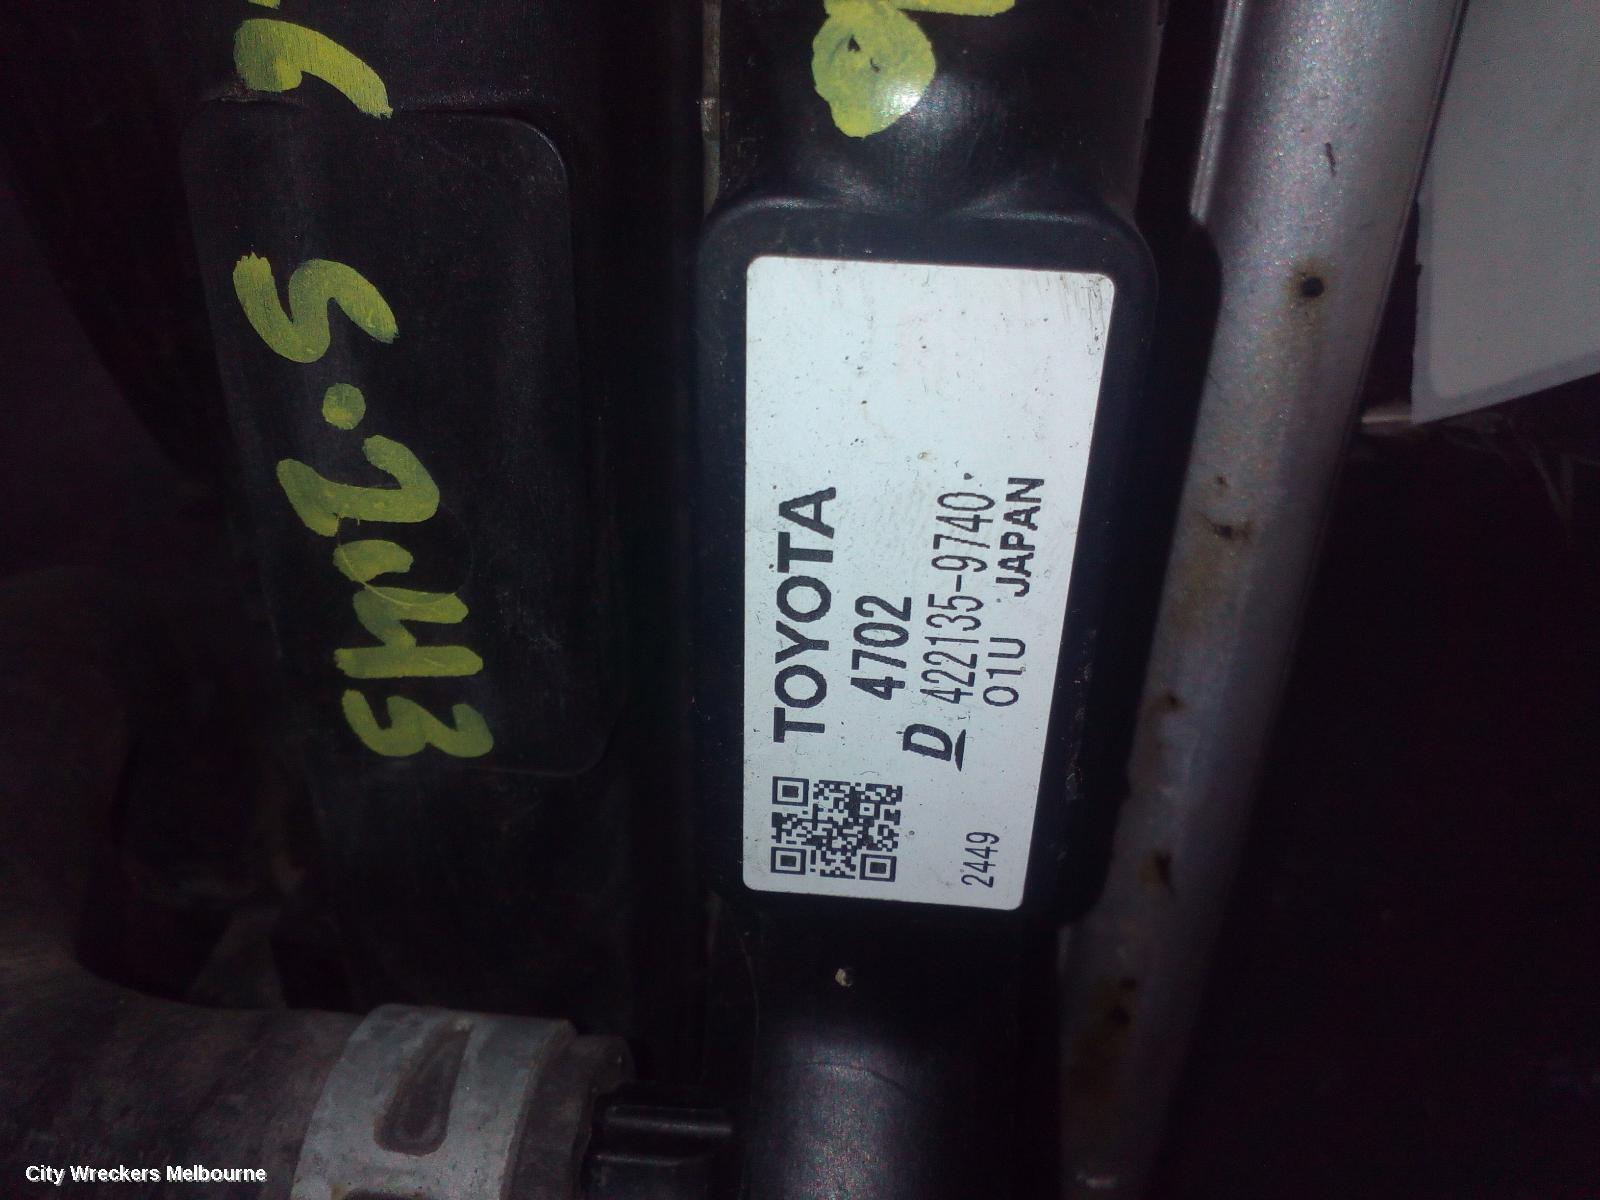 TOYOTA
4702
D 422135-9740
01U JAPAN
2449
City Wreckers Melbourne